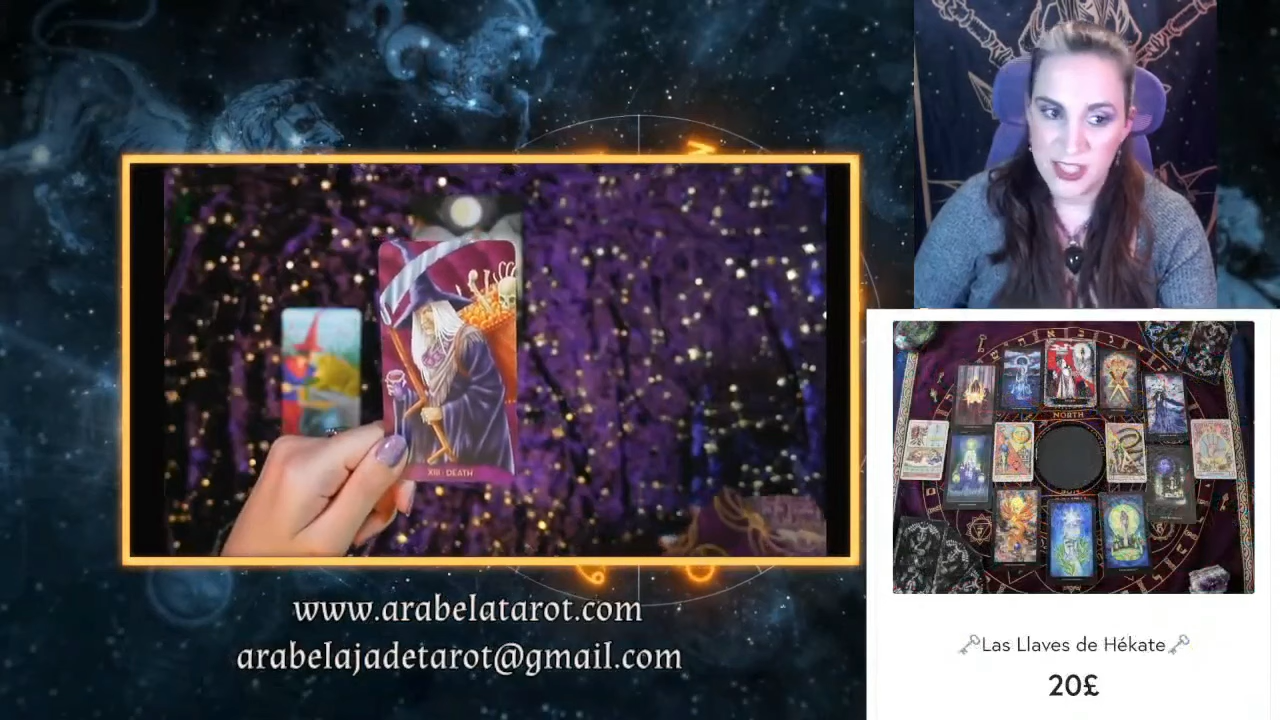 XIII · DEATH
NORTH
www.arabelatarot.com
arabelajadetarot@gmail.com
Las Llaves de Hékate
20£